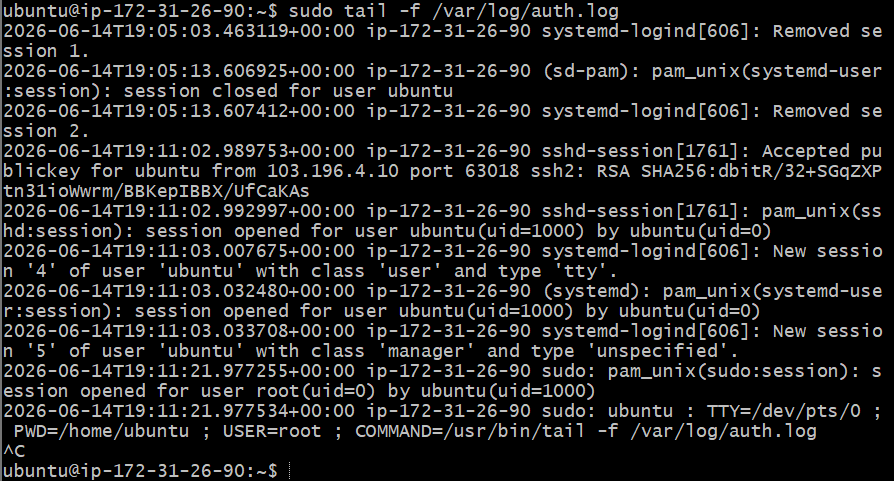 ubuntu@ip-172-31-26-90:~$ sudo tail -f /var/log/auth.log
2026-06-14T19:05:03.463119+00:00 ip-172-31-26-90 systemd-logind[606]: Removed se
ssion 1.
2026-06-14T19:05:13.606925+00:00 ip-172-31-26-90 (sd-pam): pam_unix(systemd-user
:session): session closed for user ubuntu
2026-06-14T19:05:13.607412+00:00 ip-172-31-26-90 systemd-logind[606]: Removed se
ssion 2.
2026-06-14T19:11:02.989753+00:00 ip-172-31-26-90 sshd-session[1761]: Accepted pu
blickey for ubuntu from 103.196.4.10 port 63018 ssh2: RSA SHA256:dbitR/32+SGqZXP
tn31ioWwrm/BBKepIBBX/UfCaKAs
2026-06-14T19:11:02.992997+00:00 ip-172-31-26-90 sshd-session[1761]: pam_unix(ss
hd:session): session opened for user ubuntu(uid=1000) by ubuntu(uid=0)
2026-06-14T19:11:03.007675+00:00 ip-172-31-26-90 systemd-logind[606]: New sessio
n '4' of user 'ubuntu' with class 'user' and type 'tty'.
2026-06-14T19:11:03.032480+00:00 ip-172-31-26-90 (systemd): pam_unix(systemd-use
r:session): session opened for user ubuntu(uid=1000) by ubuntu(uid=0)
2026-06-14T19:11:03.033708+00:00 ip-172-31-26-90 systemd-logind[606]: New sessio
n '5' of user 'ubuntu' with class 'manager' and type 'unspecified'.
2026-06-14T19:11:21.977255+00:00 ip-172-31-26-90 sudo: pam_unix(sudo:session): s
ession opened for user root(uid=0) by ubuntu(uid=1000)
2026-06-14T19:11:21.977534+00:00 ip-172-31-26-90 sudo: ubuntu : TTY=/dev/pts/0 ;
 PWD=/home/ubuntu ; USER=root ; COMMAND=/usr/bin/tail -f /var/log/auth.log
^C
ubuntu@ip-172-31-26-90:~$